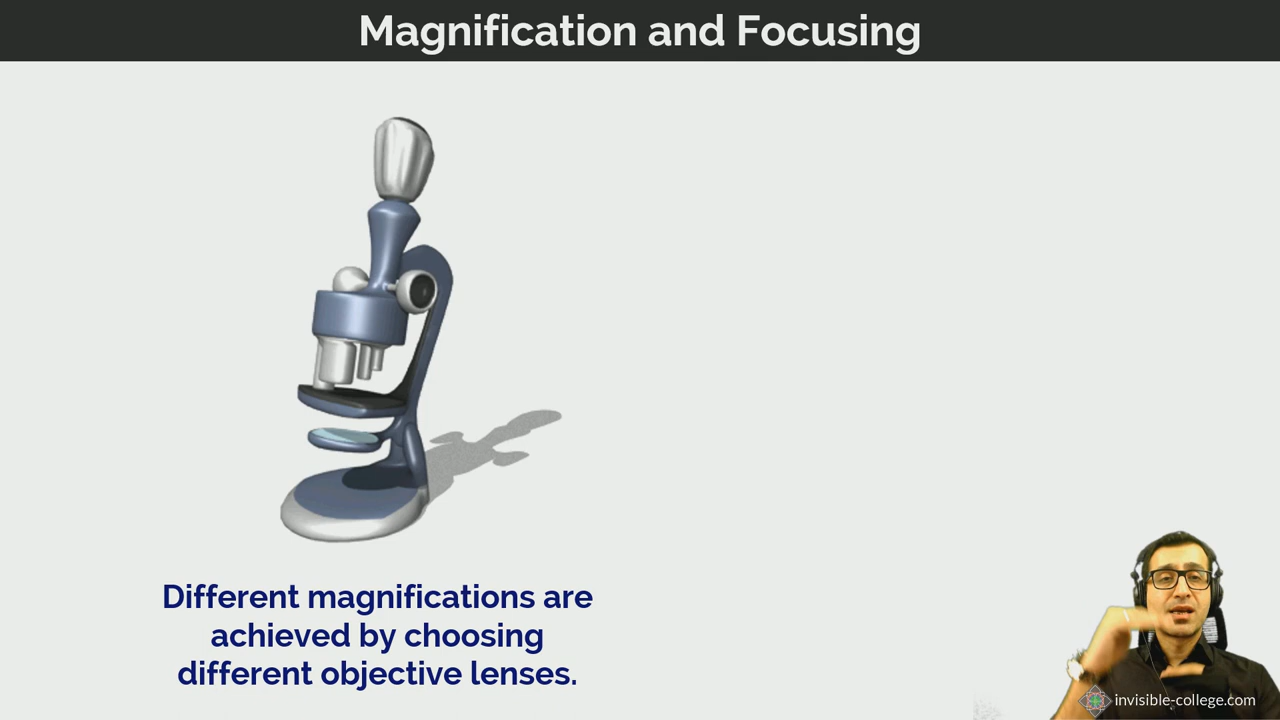 Magnification and Focusing
Different magnifications are
achieved by choosing
different objective lenses.
invisible-college.com